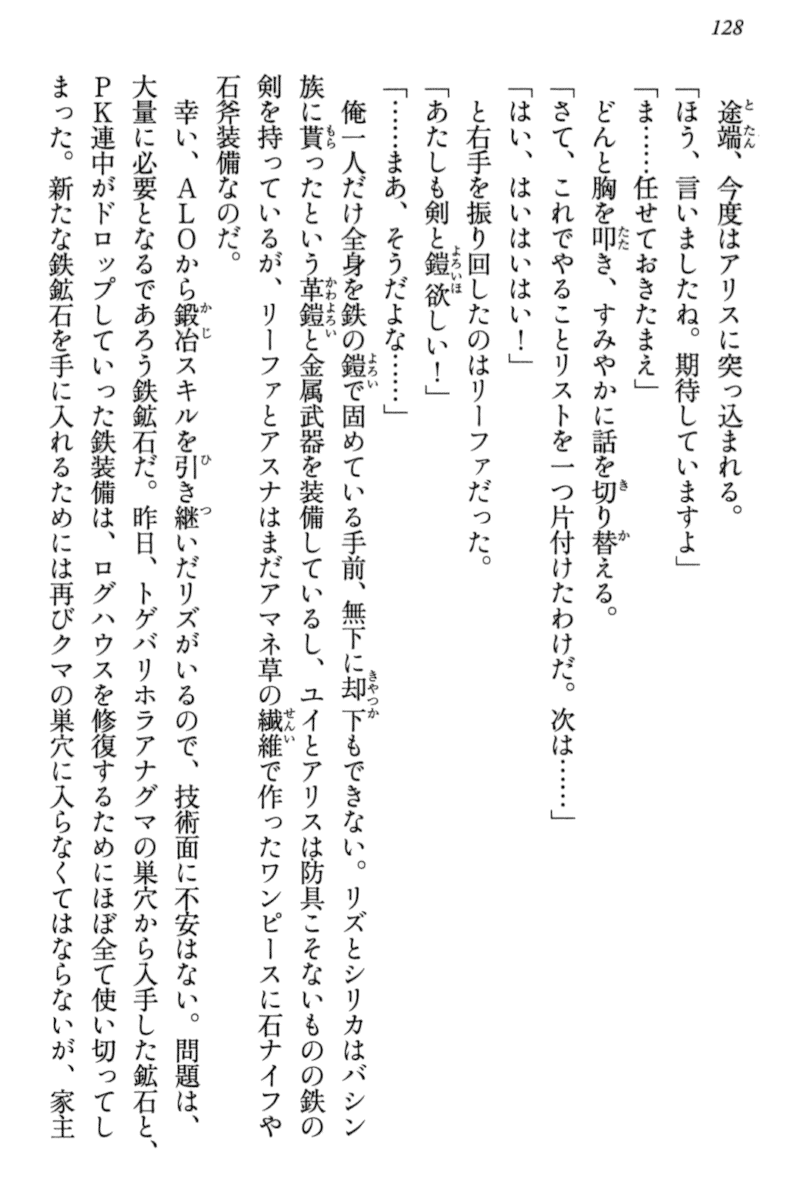 128
途端、今度はアリスに突っ込まれる。
「ほう、言いましたね。期待していますよ」
「ま……任せておきたまえ」
どんと胸を叩き、すみやかに話を切り替える。
「さて、これでやることリストを一つ片付けたわけだ。次は……」
「はい、はいはいはい！」
と右手を振り回したのはリーファだった。
「あたしも剣と鎧欲しい！」
「……まあ、そうだよな……」
俺一人だけ全身を鉄の鎧で固めている手前、無下に却下もできない。リズとシリカはバシン
族に貰ったという革鎧と金属武器を装備しているし、ユイとアリスは防具こそないものの鉄の
剣を持っているが、リーファとアスナはまだアマネ草の繊維で作ったワンピースに石ナイフや
石斧装備なのだ。
幸い、ＡＬＯから鍛冶スキルを引き継いだリズがいるので、技術面に不安はない。問題は、
大量に必要となるであろう鉄鉱石だ。昨日、トゲバリホラアナグマの巣穴から入手した鉱石と、
ＰＫ連中がドロップしていった鉄装備は、ログハウスを修復するためにほぼ全て使い切ってし
まった。新たな鉄鉱石を手に入れるためには再びクマの巣穴に入らなくてはならないが、家主